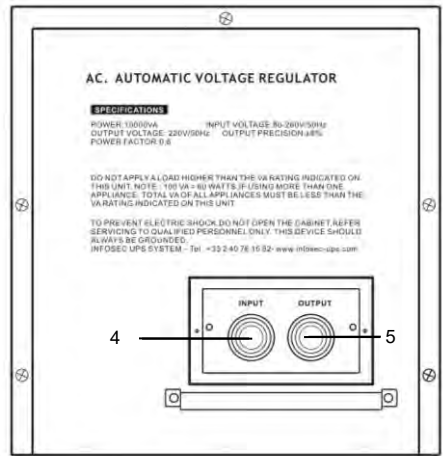 AC. AUTOMATIC VOLTAGE REGULATOR
SPECIFICATIONS
POWER:10000VA INPUT VOLTAGE:80-260V/50Hz
OUTPUT VOLTAGE: 220V/50Hz OUTPUT PRECISION:±8%
POWER FACTOR:0.6
DO NOT APPLY A LOAD HIGHER THAN THE VA RATING INDICATED ON
THIS UNIT. NOTE : 100 VA = 60 WATTS.IF USING MORE THAN ONE
APPLIANCE. TOTAL VA OF ALL APPLIANCES MUST BE LESS THAN THE
VA RATING INDICATED ON THIS UNIT
TO PREVENT ELECTRIC SHOCK.DO NOT OPEN THE CABINET.REFER
SERVICING TO QUALIFIED PERSONNEL ONLY. THIS DEVICE SHOULD
ALWAYS BE GROUNDED.
INFOSEC UPS SYSTEM - Tel +33 2 40 76 15 82- www.infosec-ups.com
INPUT OUTPUT
4 5